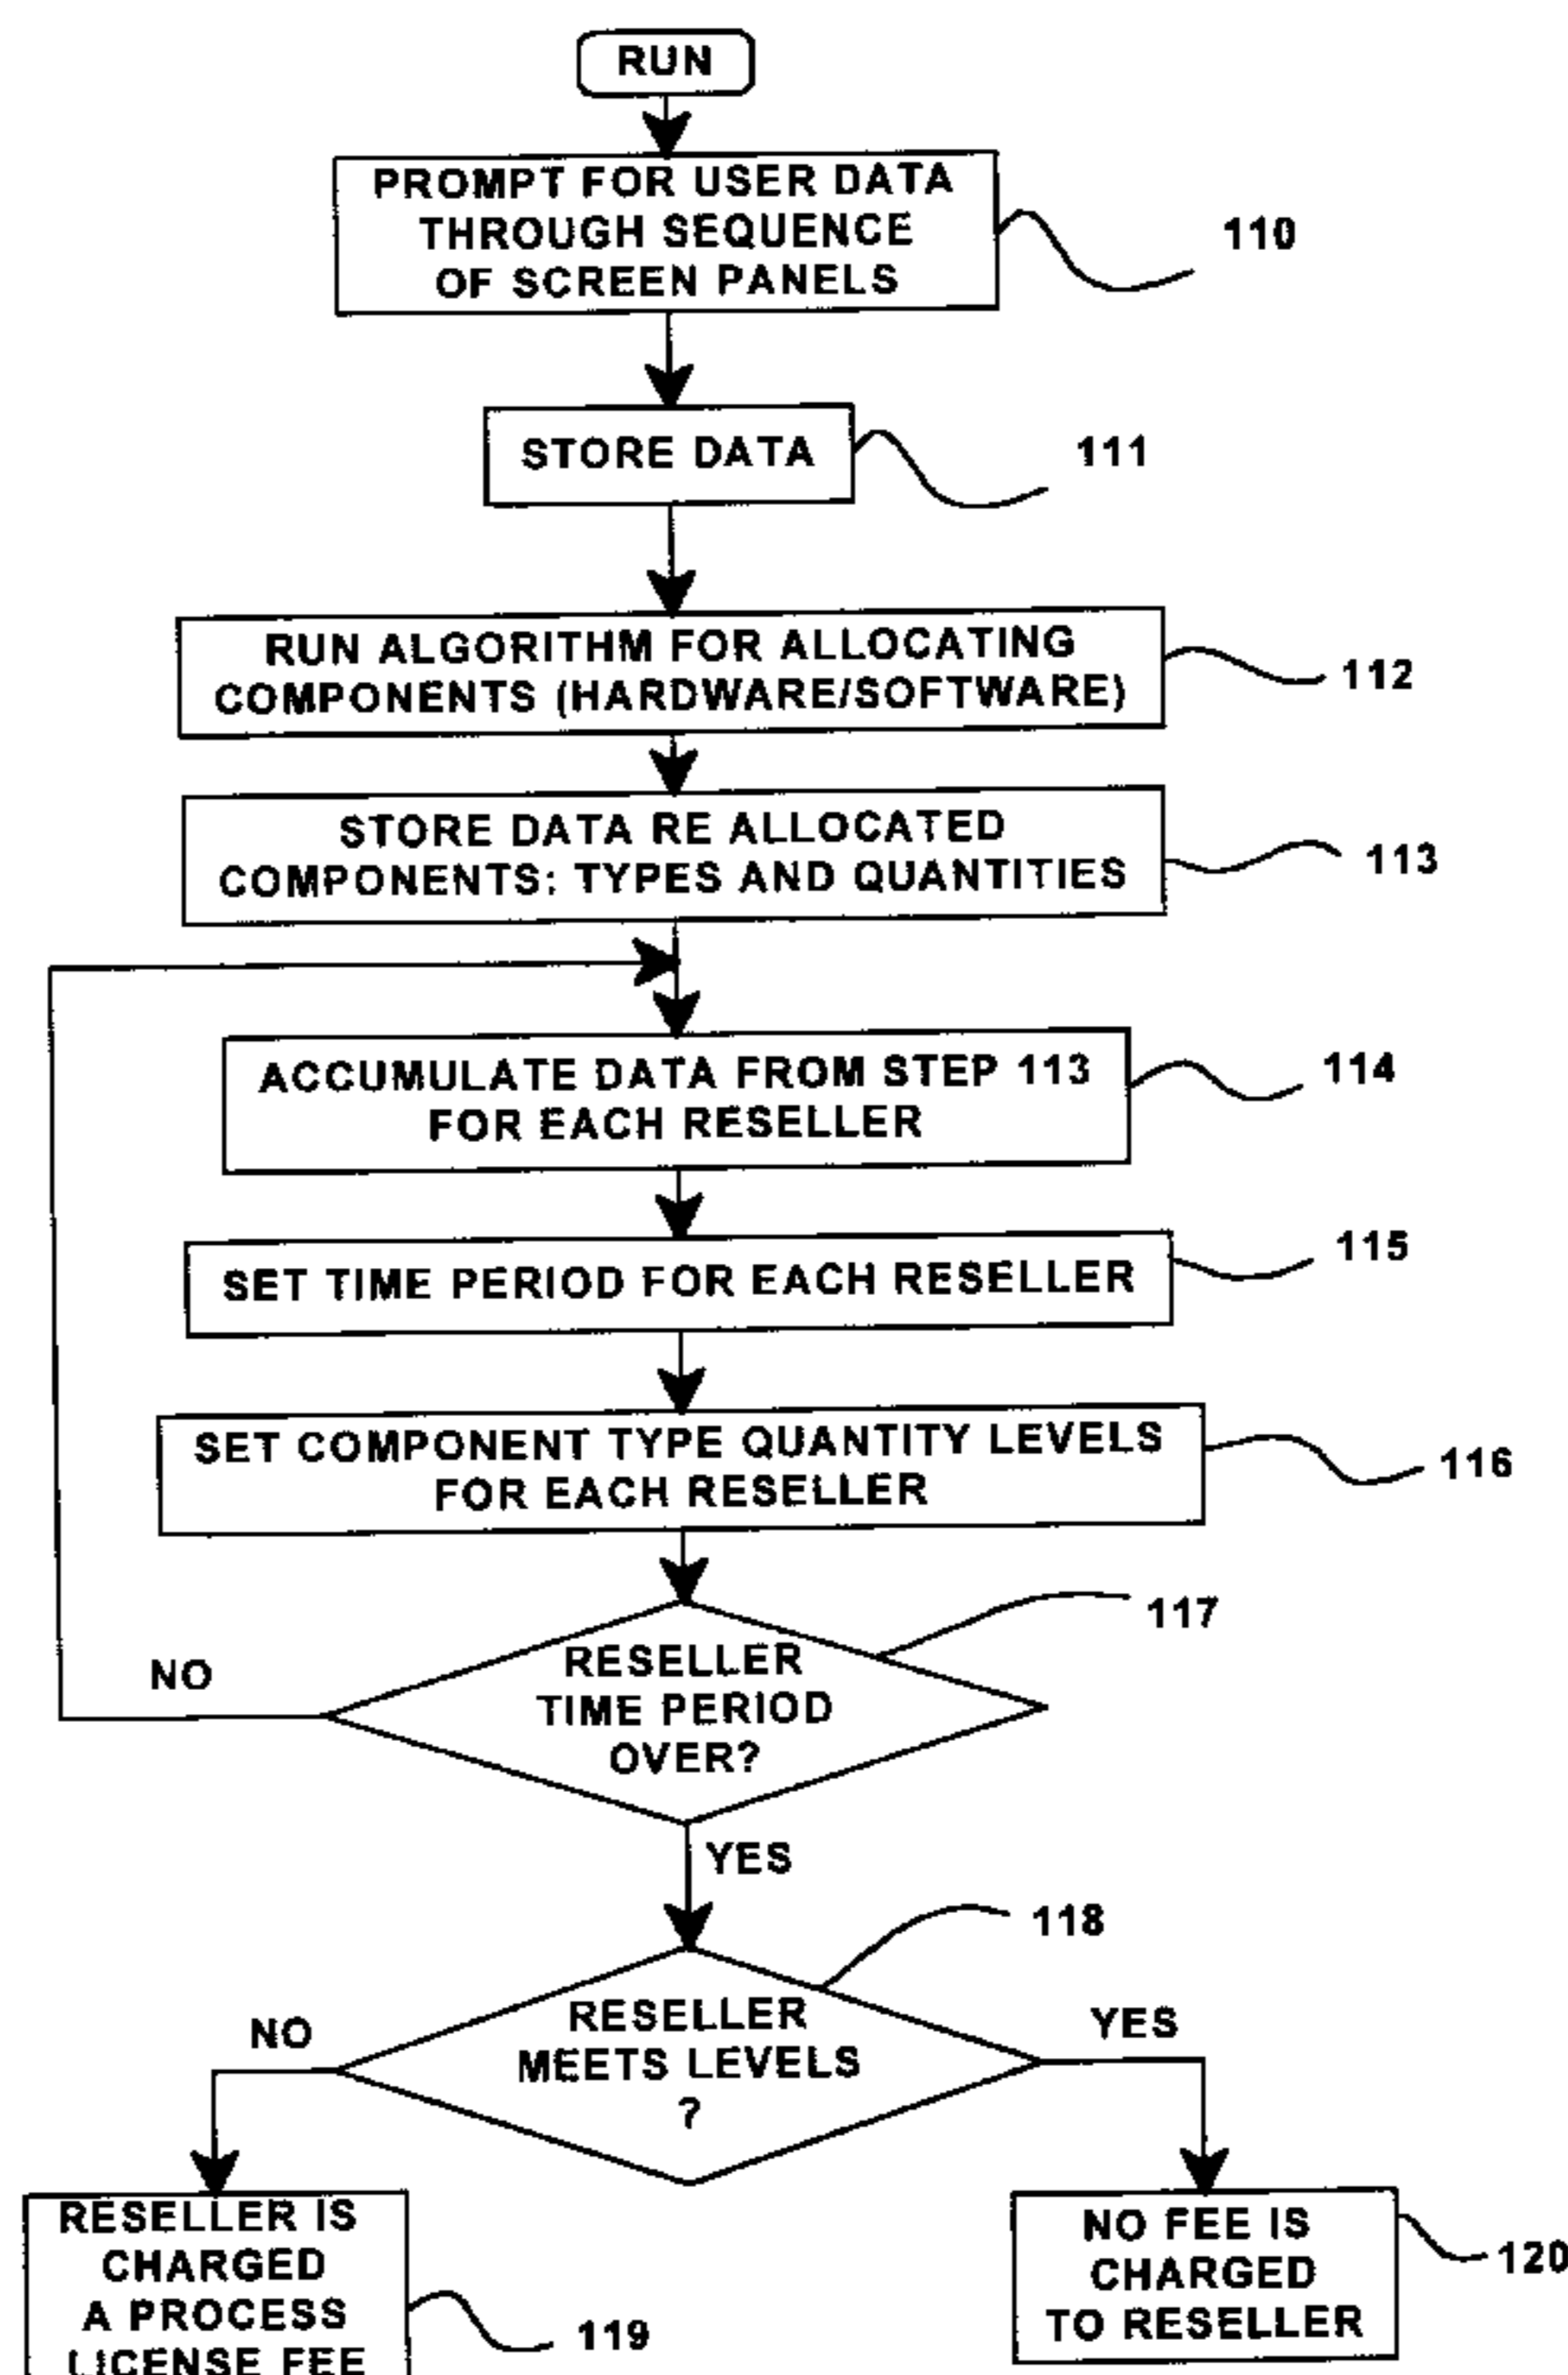 RUN
PROMPT FOR USER DATA
THROUGH SEQUENCE
OF SCREEN PANELS
110
STORE DATA
111
RUN ALGORITHM FOR ALLOCATING
COMPONENTS (HARDWARE/SOFTWARE)
112
STORE DATA RE ALLOCATED
COMPONENTS: TYPES AND QUANTITIES
113
ACCUMULATE DATA FROM STEP 113
FOR EACH RESELLER
114
SET TIME PERIOD FOR EACH RESELLER
115
SET COMPONENT TYPE QUANTITY LEVELS
FOR EACH RESELLER
116
RESELLER
TIME PERIOD
OVER?
117
NO
YES
RESELLER
MEETS LEVELS
?
118
NO
YES
RESELLER IS
CHARGED
A PROCESS
LICENSE FEE
119
NO FEE IS
CHARGED
TO RESELLER
120